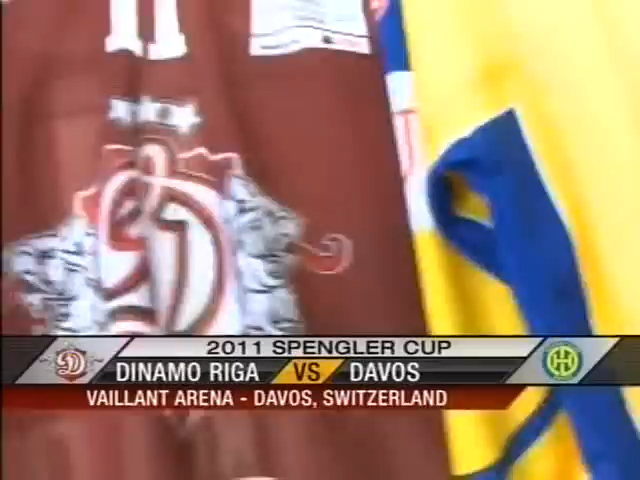 2011 SPENGLER CUP
DINAMO RIGA VS DAVOS
VAILLANT ARENA - DAVOS, SWITZERLAND